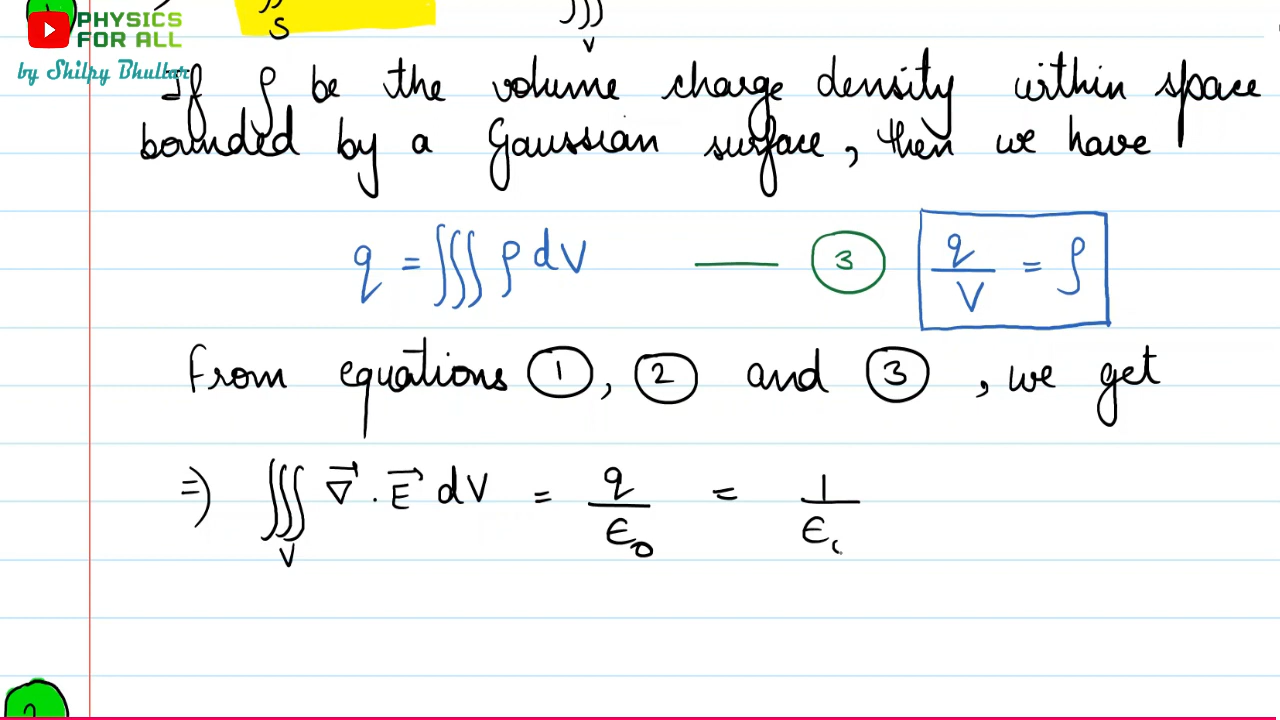 PHYSICS
FOR ALL
by Shilpy Bhullar
S
∭
V
If ρ be the volume charge density within space
bounded by a Gaussian surface, then we have
q = ∭ ρ dV —— ③ q/V = ρ
From equations ①, ② and ③, we get
⇒ ∭_V ∇⃗ · E⃗ dV = q/ϵ₀ = 1/ϵ